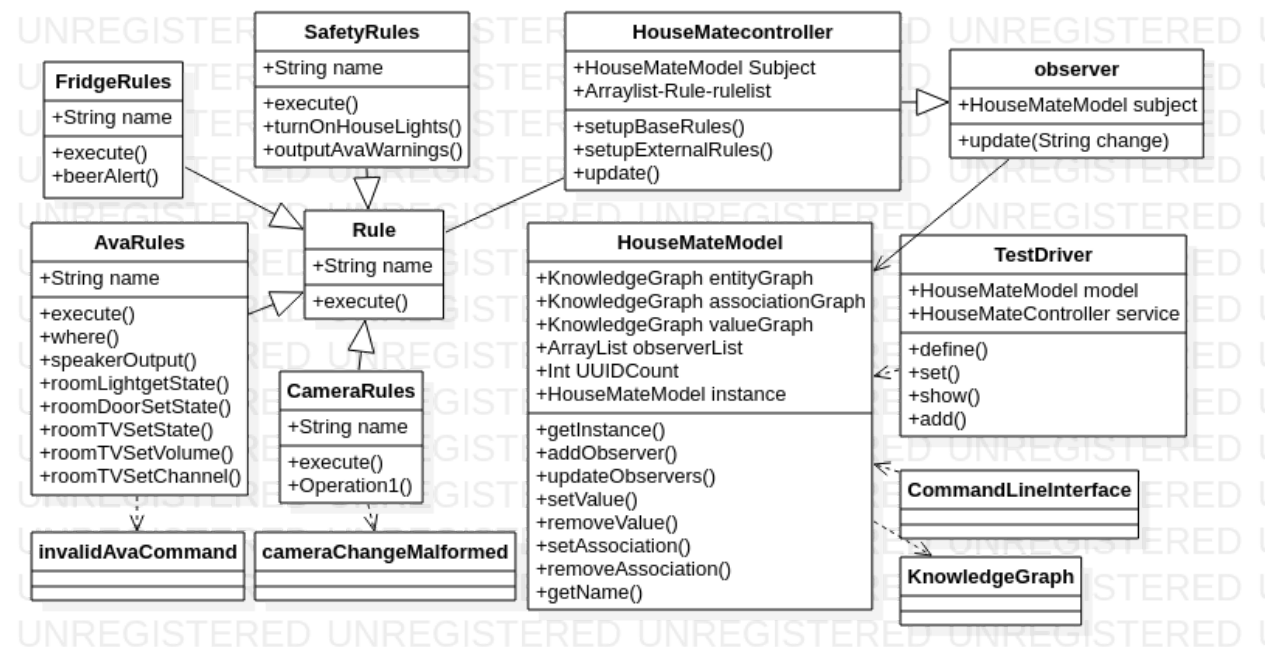 UNREGISTERED UNREGISTERED UNREGISTERED UNREGISTERED
SafetyRules
+String name
+execute()
+turnOnHouseLights()
+outputAvaWarnings()
HouseMatecontroller
+HouseMateModel Subject
+Arraylist-Rule-rulelist
+setupBaseRules()
+setupExternalRules()
+update()
observer
+HouseMateModel subject
+update(String change)
FridgeRules
+String name
+execute()
+beerAlert()
Rule
+String name
+execute()
AvaRules
+String name
+execute()
+where()
+speakerOutput()
+roomLightgetState()
+roomDoorSetState()
+roomTVSetState()
+roomTVSetVolume()
+roomTVSetChannel()
HouseMateModel
+KnowledgeGraph entityGraph
+KnowledgeGraph associationGraph
+KnowledgeGraph valueGraph
+ArrayList observerList
+Int UUIDCount
+HouseMateModel instance
+getInstance()
+addObserver()
+updateObservers()
+setValue()
+removeValue()
+setAssociation()
+removeAssociation()
+getName()
TestDriver
+HouseMateModel model
+HouseMateController service
+define()
+set()
+show()
+add()
CameraRules
+String name
+execute()
+Operation1()
CommandLineInterface
invalidAvaCommand
cameraChangeMalformed
KnowledgeGraph
UNREGISTERED UNREGISTERED UNREGISTERED UNREGISTERED